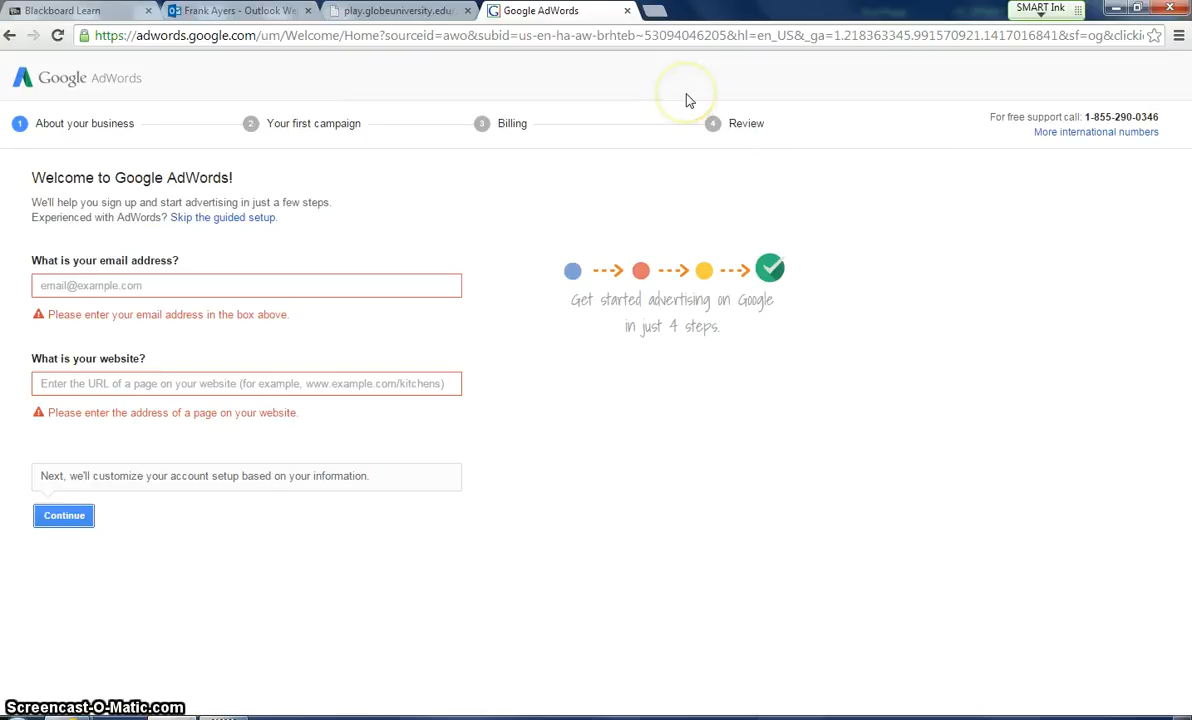 Blackboard Learn
Frank Ayers - Outlook We
play.globeuniversity.edu/
Google AdWords
SMART Ink
https://adwords.google.com/um/Welcome/Home?sourceid=awo&subid=us-en-ha-aw-brhteb~53094046205&hl=en_US&_ga=1.218363345.991570921.1417016841&sf=og&clicki
Google AdWords
1 About your business
2 Your first campaign
3 Billing
4 Review
For free support call: 1-855-290-0346
More international numbers
Welcome to Google AdWords!
We'll help you sign up and start advertising in just a few steps.
Experienced with AdWords? Skip the guided setup.
What is your email address?
email@example.com
Please enter your email address in the box above.
What is your website?
Enter the URL of a page on your website (for example, www.example.com/kitchens)
Please enter the address of a page on your website.
Next, we'll customize your account setup based on your information.
Continue
Get started advertising on Google
in just 4 steps.
Screencast-O-Matic.com